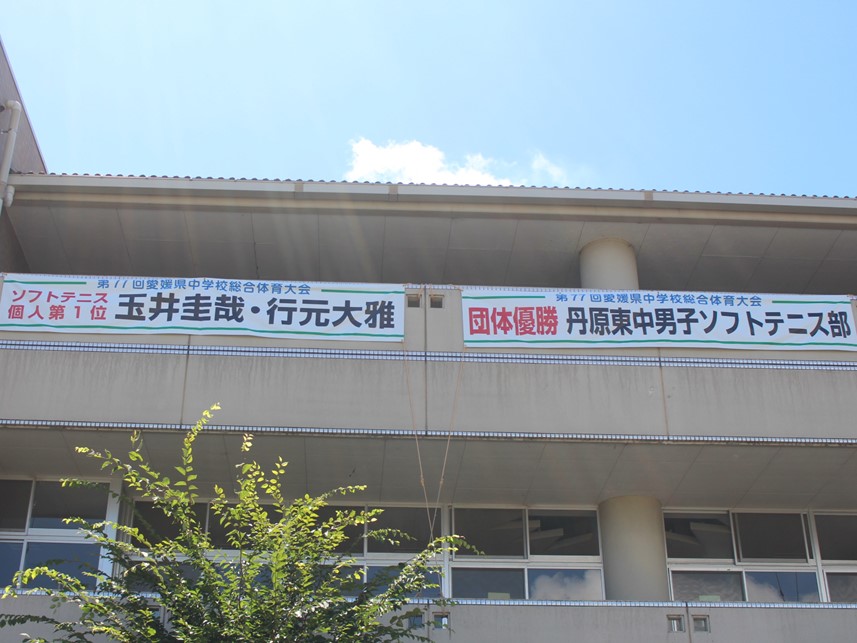 第77回愛媛県中学校総合体育大会
ソフトテニス
個人第1位
玉井圭哉・行元大雅
第77回愛媛県中学校総合体育大会
団体優勝 丹原東中男子ソフトテニス部